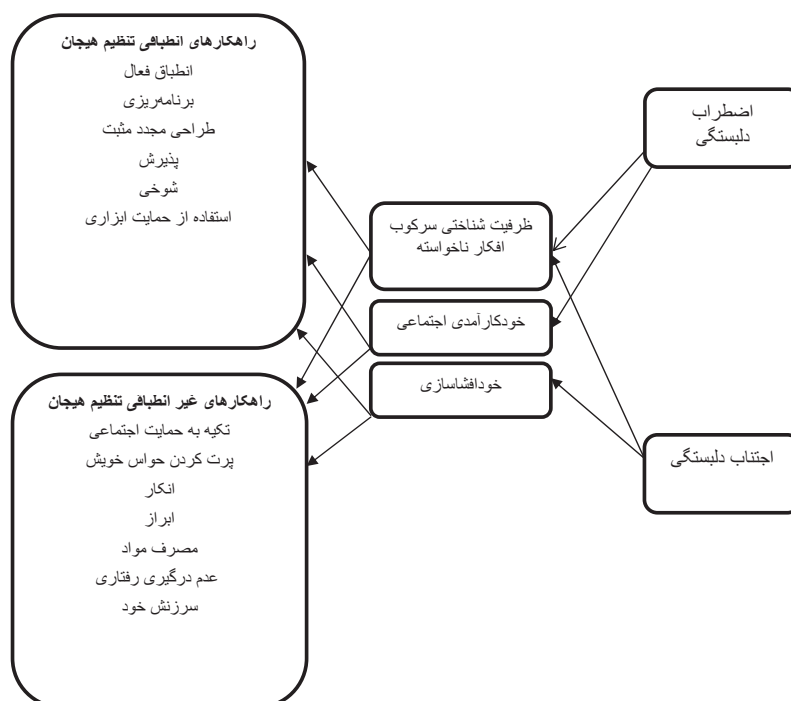 اضطراب
دلبستگی
اجتناب دلبستگی
ظرفیت شناختی سرکوب
افکار ناخواسته
خودکارآمدی اجتماعی
خودافشاسازی
راهکارهای انطباقی تنظیم هیجان
انطباق فعال
برنامه‌ریزی
طراحی مجدد مثبت
پذیرش
شوخی
استفاده از حمایت ابزاری
راهکارهای غیر انطباقی تنظیم هیجان
تکیه به حمایت اجتماعی
پرت کردن حواس خویش
انکار
ابراز
مصرف مواد
عدم درگیری رفتاری
سرزنش خود